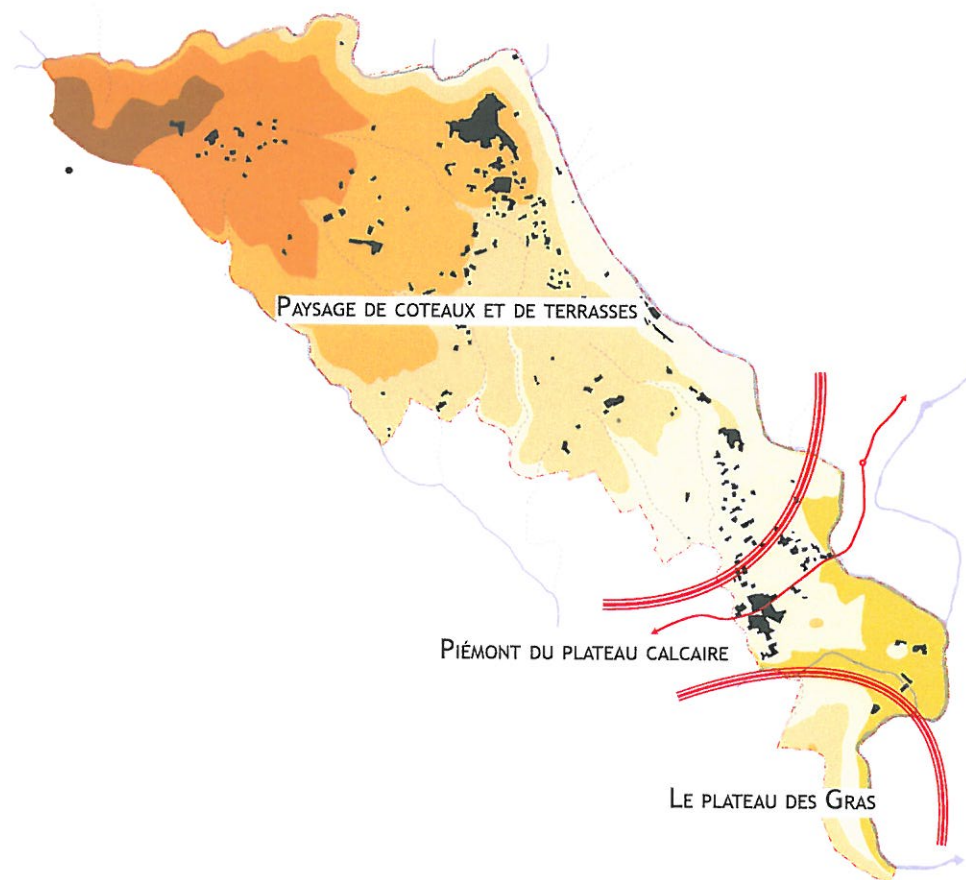 Paysage de coteaux et de terrasses
Piémont du plateau calcaire
Le plateau des Gras